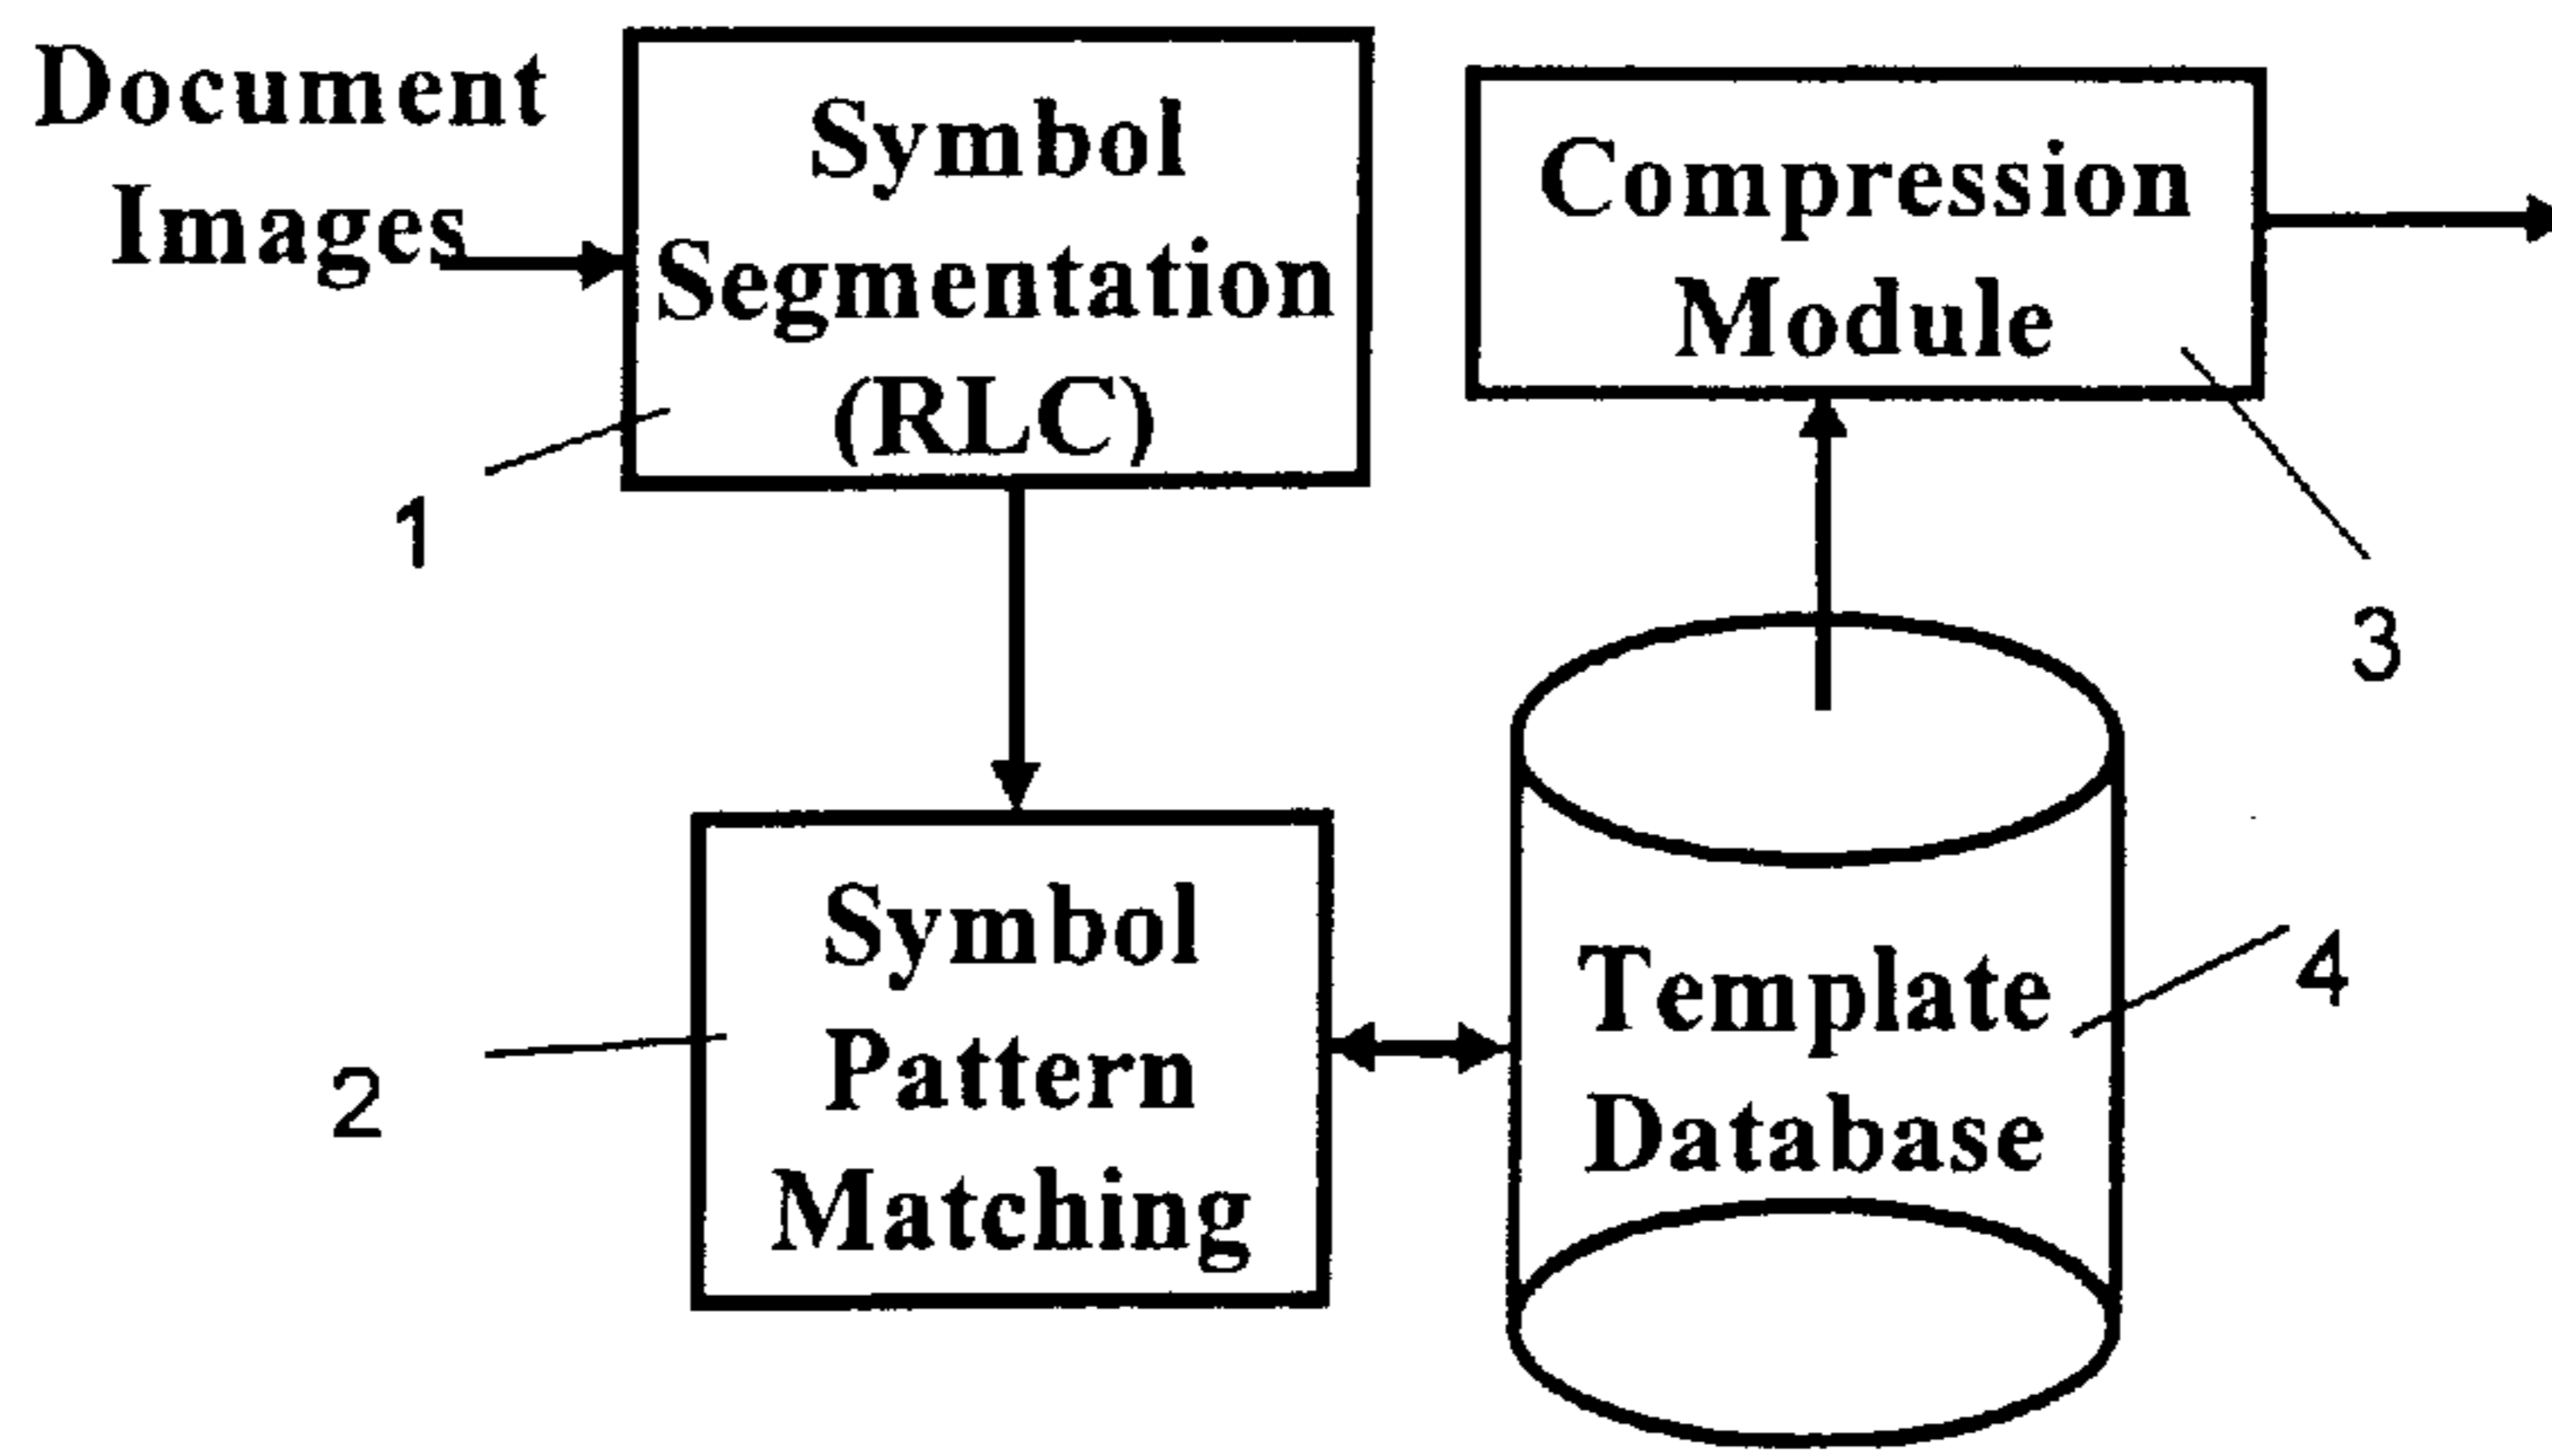 Document
Images
Symbol
Segmentation
(RLC)
1
Compression
Module
3
Symbol
Pattern
Matching
2
Template
Database
4